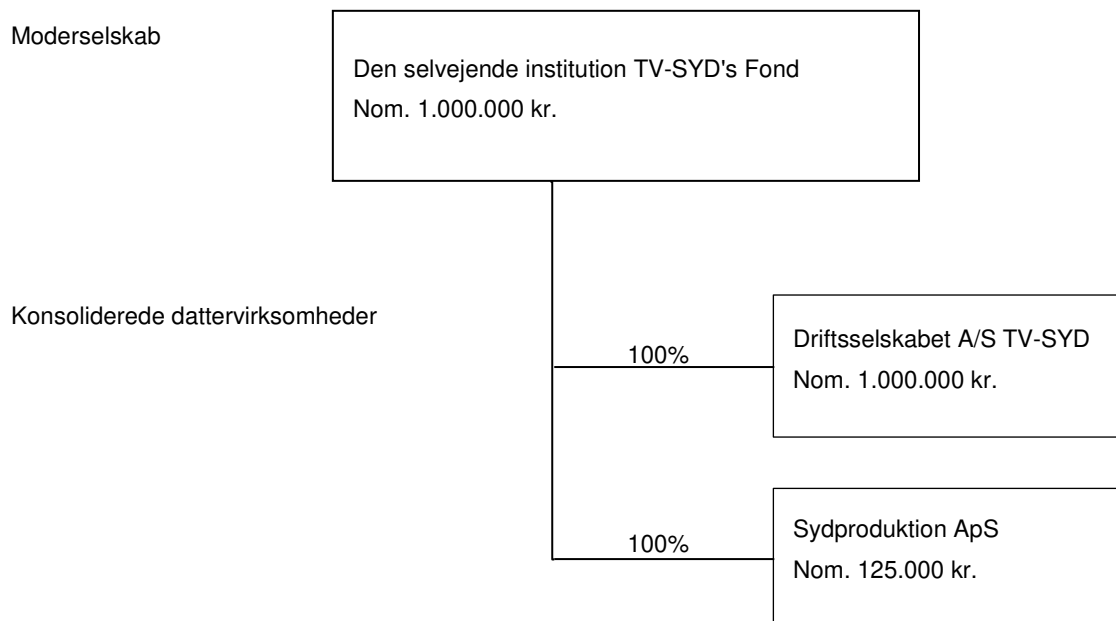 Moderselskab
Den selvejende institution TV-SYD's Fond
Nom. 1.000.000 kr.
Konsoliderede dattervirksomheder
100%
Driftsselskabet A/S TV-SYD
Nom. 1.000.000 kr.
100%
Sydproduktion ApS
Nom. 125.000 kr.